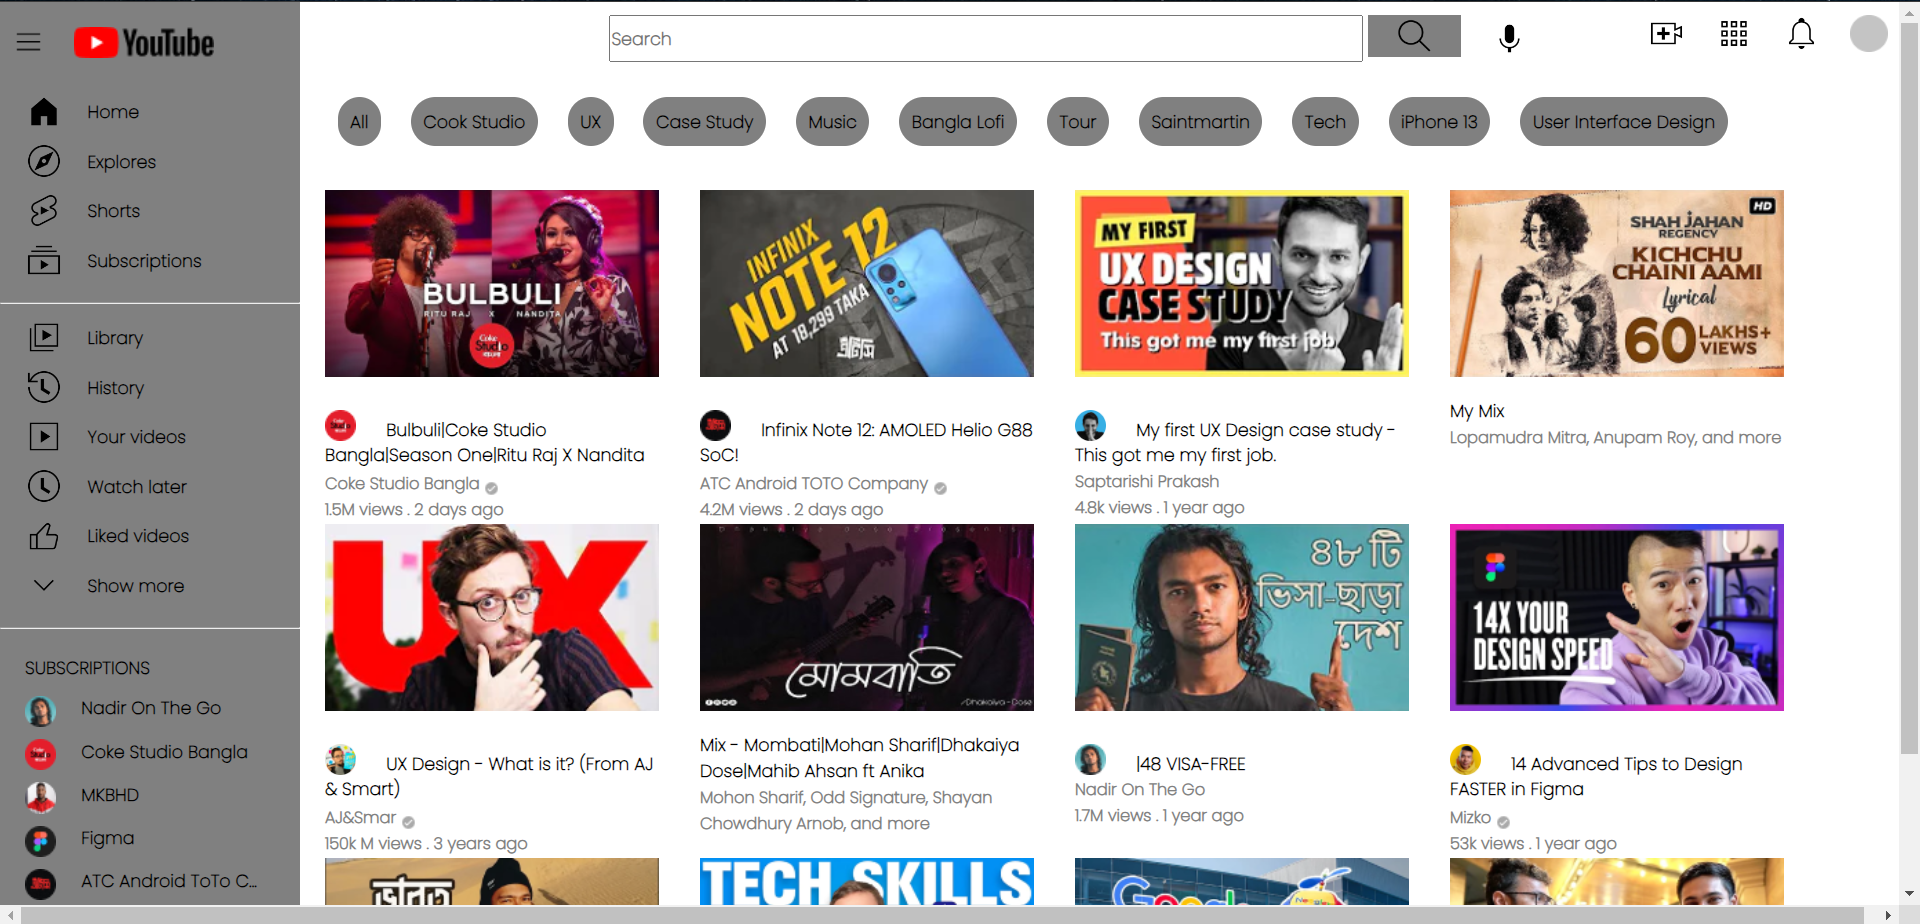 YouTube
Search
Home
Explores
Shorts
Subscriptions
Library
History
Your videos
Watch later
Liked videos
Show more
SUBSCRIPTIONS
Nadir On The Go
Coke Studio Bangla
MKBHD
Figma
ATC Android ToTo C...
All
Cook Studio
UX
Case Study
Music
Bangla Lofi
Tour
Saintmartin
Tech
iPhone 13
User Interface Design
BULBULI
RITU RAJ X NANDITA
Coke
Studio
বাংলা
Bulbuli|Coke Studio
Bangla|Season One|Ritu Raj X Nandita
Coke Studio Bangla
1.5M views . 2 days ago
INFINIX
NOTE 12
AT 18,299 TAKA
Infinix Note 12: AMOLED Helio G88
SoC!
ATC Android TOTO Company
4.2M views . 2 days ago
MY FIRST
UX DESIGN
CASE STUDY
This got me my first job.
My first UX Design case study -
This got me my first job.
Saptarishi Prakash
4.8k views . 1 year ago
HD
SHAH JAHAN
REGENCY
KICHCHU
CHAINI AAMI
Lyrical
60 LAKHS+
VIEWS
My Mix
Lopamudra Mitra, Anupam Roy, and more
UX
UX Design - What is it? (From AJ
& Smart)
AJ&Smar
150k M views . 3 years ago
Dhakaiya Dose Presents
মোমবাতি
/Dhakaiya-Dose
Mix - Mombati|Mohan Sharif|Dhakaiya
Dose|Mahib Ahsan ft Anika
Mohon Sharif, Odd Signature, Shayan
Chowdhury Arnob, and more
৪৮ টি
ভিসা-ছাড়া
দেশ
|48 VISA-FREE
Nadir On The Go
1.7M views . 1 year ago
14X YOUR
DESIGN SPEED
14 Advanced Tips to Design
FASTER in Figma
Mizko
53k views . 1 year ago
ভারত
TECH SKILLS
Google